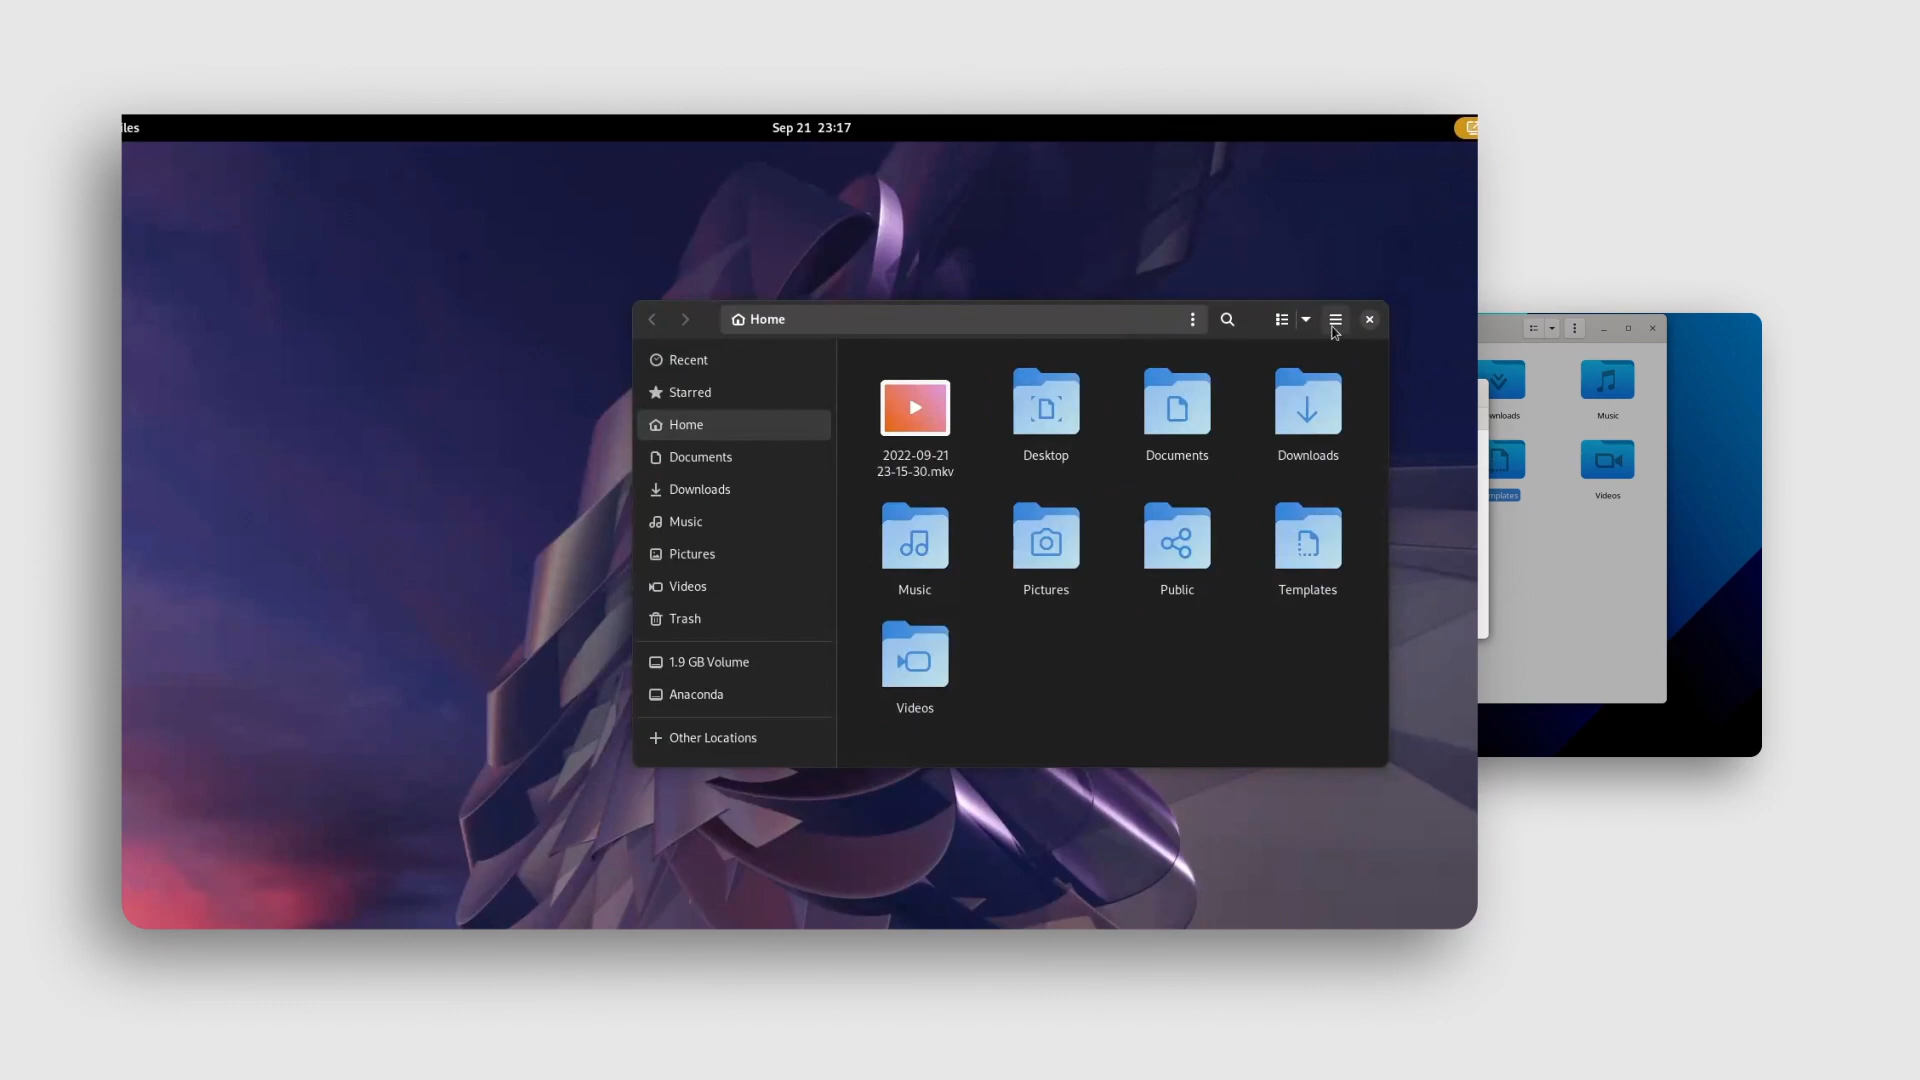 iles
Sep 21 23:17
Home
Recent
Starred
Home
Documents
Downloads
Music
Pictures
Videos
Trash
1.9 GB Volume
Anaconda
Other Locations
2022-09-21
23-15-30.mkv
Desktop
Documents
Downloads
Music
Pictures
Public
Templates
Videos
wnloads
Music
mplates
Videos